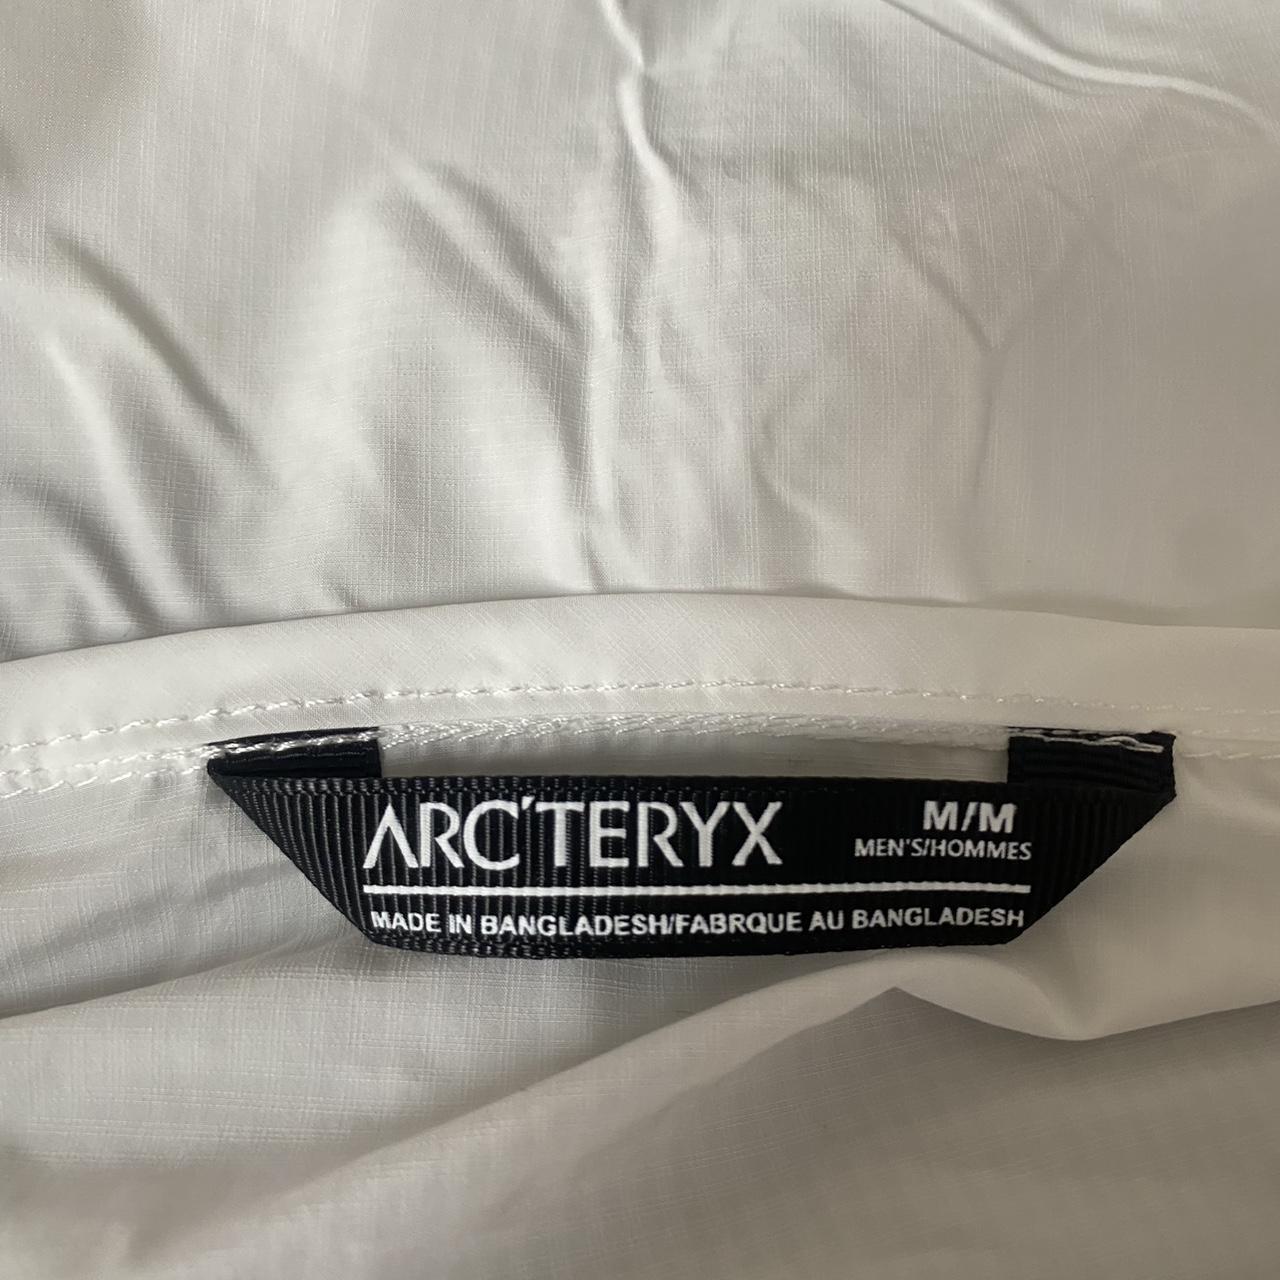 ARC'TERYX
M/M
MEN'S/HOMMES
MADE IN BANGLADESH/FABRQUE AU BANGLADESH